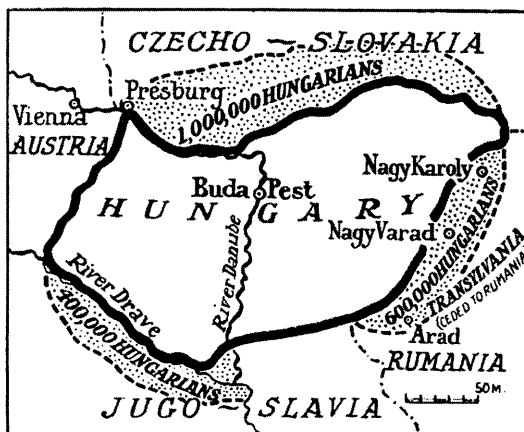 CZECHO-SLOVAKIA
Presburg
1,000,000 HUNGARIANS
Vienna
AUSTRIA
Nagy Karoly
Buda Pest
HUNGARY
Nagy Varad
600,000 HUNGARIANS
TRANSYLVANIA
(CEDED TO RUMANIA)
River Danube
River Drave
400,000 HUNGARIANS
Arad
RUMANIA
50 M.
JUGO-SLAVIA